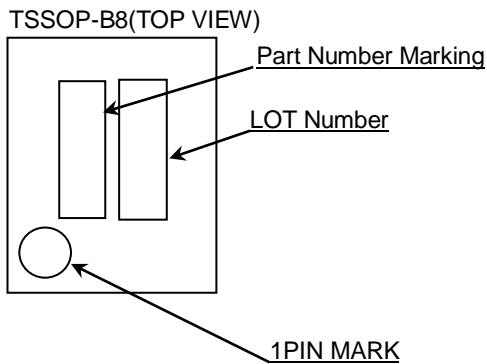 TSSOP-B8(TOP VIEW)
Part Number Marking
LOT Number
1PIN MARK